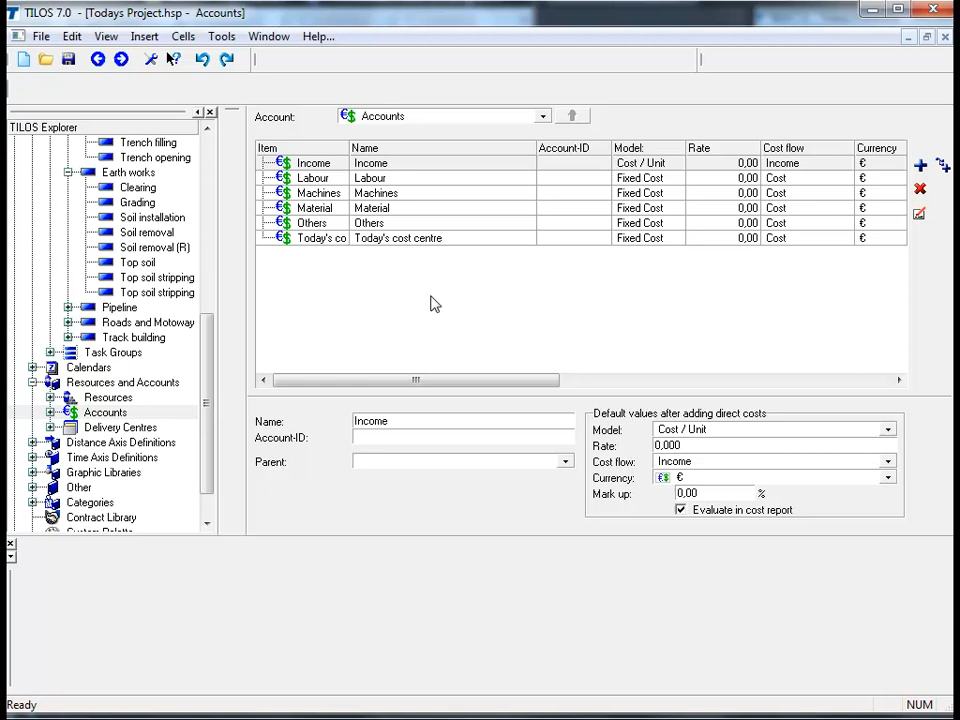 TILOS 7.0 - [Todays Project.hsp - Accounts]
File Edit View Insert Cells Tools Window Help...
TILOS Explorer
Trench filling
Trench opening
Earth works
Clearing
Grading
Soil installation
Soil removal
Soil removal (R)
Top soil
Top soil stripping
Top soil stripping
Pipeline
Roads and Motoway
Track building
Task Groups
Calendars
Resources and Accounts
Resources
Accounts
Delivery Centres
Distance Axis Definitions
Time Axis Definitions
Graphic Libraries
Other
Categories
Contract Library
Account: Accounts
Item Name Account-ID Model: Rate Cost flow Currency
Income Income Cost / Unit 0,00 Income €
Labour Labour Fixed Cost 0,00 Cost €
Machines Machines Fixed Cost 0,00 Cost €
Material Material Fixed Cost 0,00 Cost €
Others Others Fixed Cost 0,00 Cost €
Today's co Today's cost centre Fixed Cost 0,00 Cost €
Name: Income
Account-ID:
Parent:
Default values after adding direct costs
Model: Cost / Unit
Rate: 0,000
Cost flow: Income
Currency: €
Mark up: 0,00 %
Evaluate in cost report
Ready NUM